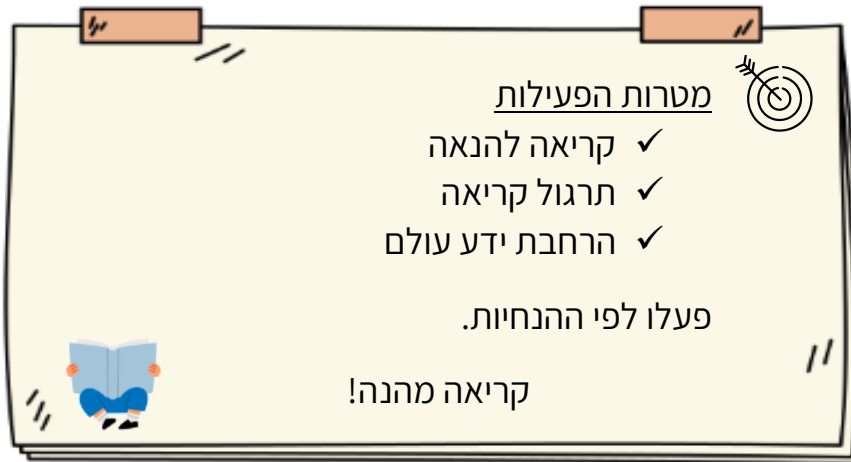 מטרות הפעילות
✓ קריאה להנאה
✓ תרגול קריאה
✓ הרחבת ידע עולם
פעלו לפי ההנחיות.
קריאה מהנה!